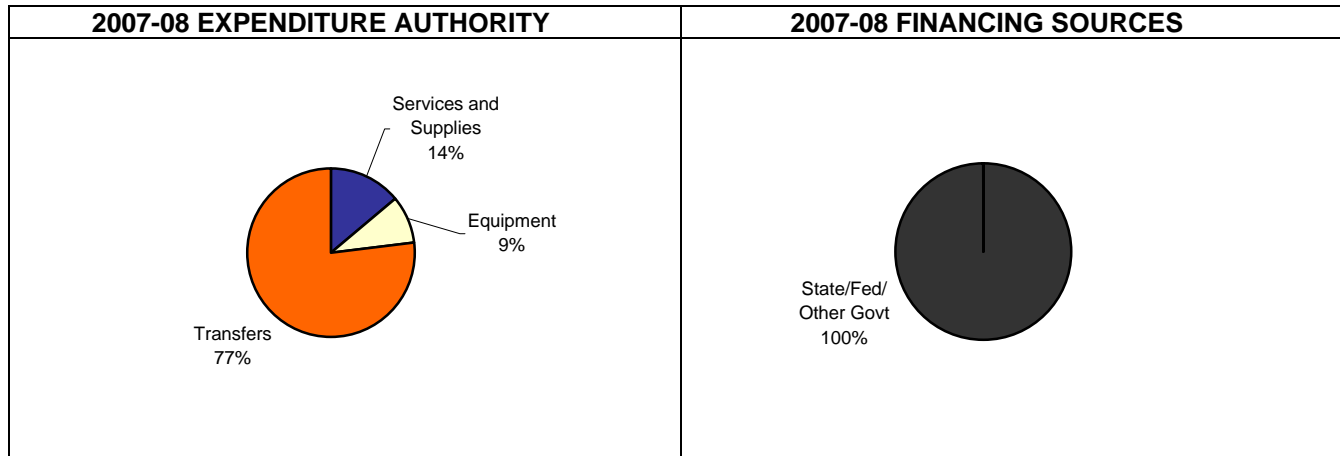 2007-08 EXPENDITURE AUTHORITY
2007-08 FINANCING SOURCES
Services and
Supplies
14%
Equipment
9%
Transfers
77%
State/Fed/
Other Govt
100%